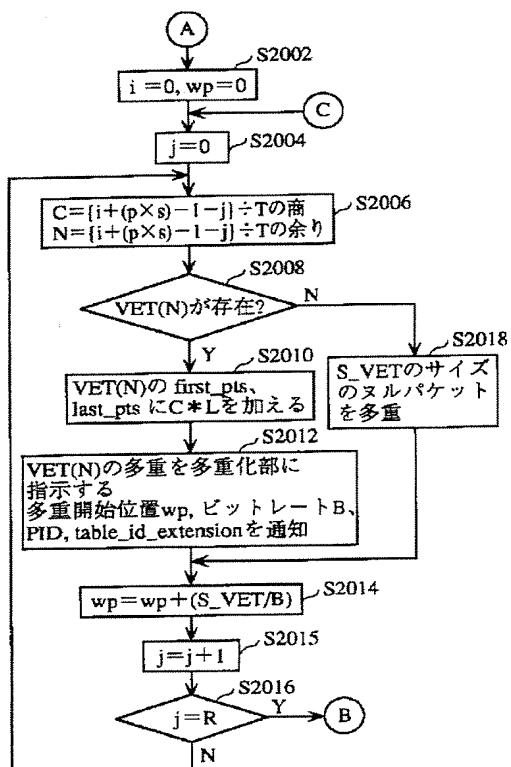 A
S2002
i=0, wp=0
C
j=0
S2004
C={i+(p×s)-1-j}÷Tの商
N={i+(p×s)-1-j}÷Tの余り
S2006
S2008
VET(N)が存在?
N
Y
S2010
S2018
VET(N)の first_pts、
last_pts にC*Lを加える
S_VETのサイズ
のヌルパケット
を多重
S2012
VET(N)の多重を多重化部に
指示する
多重開始位置wp, ビットレートB、
PID, table_id_extensionを通知
wp=wp+(S_VET/B)
S2014
S2015
j=j+1
S2016
j=R
Y
B
N